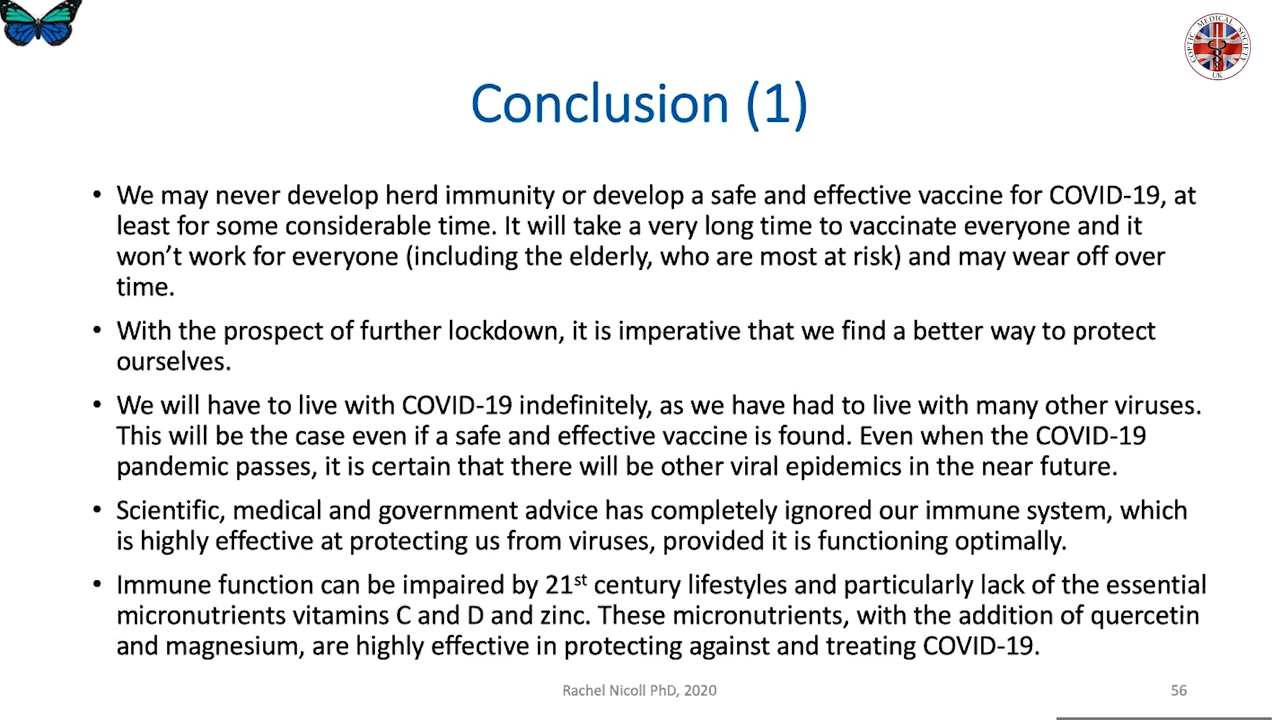 COPTIC MEDICAL SOCIETY
UK
Conclusion (1)
• We may never develop herd immunity or develop a safe and effective vaccine for COVID-19, at
least for some considerable time. It will take a very long time to vaccinate everyone and it
won’t work for everyone (including the elderly, who are most at risk) and may wear off over
time.
• With the prospect of further lockdown, it is imperative that we find a better way to protect
ourselves.
• We will have to live with COVID-19 indefinitely, as we have had to live with many other viruses.
This will be the case even if a safe and effective vaccine is found. Even when the COVID-19
pandemic passes, it is certain that there will be other viral epidemics in the near future.
• Scientific, medical and government advice has completely ignored our immune system, which
is highly effective at protecting us from viruses, provided it is functioning optimally.
• Immune function can be impaired by 21st century lifestyles and particularly lack of the essential
micronutrients vitamins C and D and zinc. These micronutrients, with the addition of quercetin
and magnesium, are highly effective in protecting against and treating COVID-19.
Rachel Nicoll PhD, 2020
56